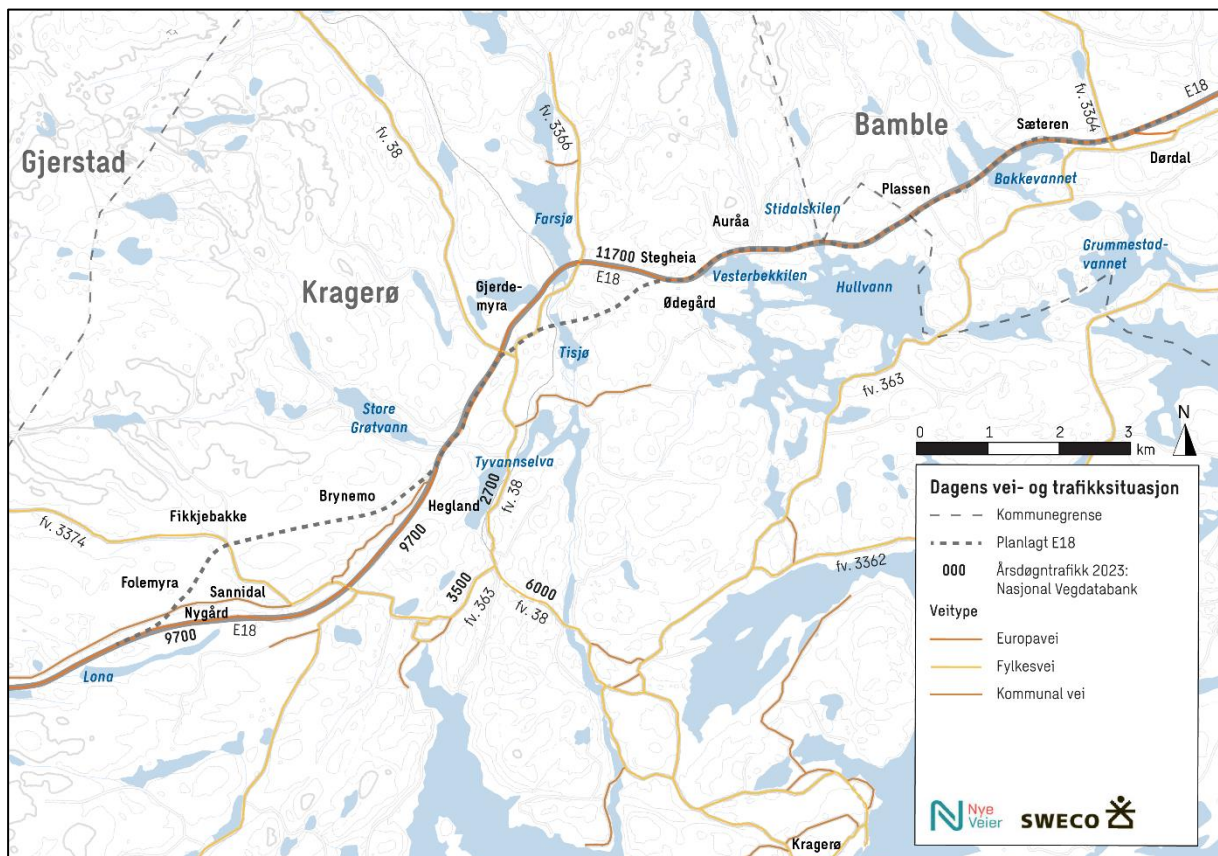 E18
fv. 3364
Sæteren
Bamble
Dørdal
Bakkevannet
Gjerstad
fv. 38
fv. 3366
Plassen
Stidalskilen
Farsjø
Auråa
11700
Stegheia
E18
Vesterbekkilen
Grummestad-
vannet
Kragerø
Gjerde-
myra
Ødegård
Hullvann
Tisjø
fv. 363
Store
Grøtvann
Tyvannselva
Brynemo
Hegland
2700
fv. 38
Fikkjebakke
fv. 3374
9700
Folemyra
Sannidal
Nygård
9700
E18
Lona
3500
fv. 363
6000
fv. 38
fv. 3362
Kragerø
N
0 1 2 3
km
Dagens vei- og trafikksituasjon
Kommunegrense
Planlagt E18
000 Årsdøgntrafikk 2023:
Nasjonal Vegdatabank
Veitype
Europavei
Fylkesvei
Kommunal vei
Nye
Veier
SWECO